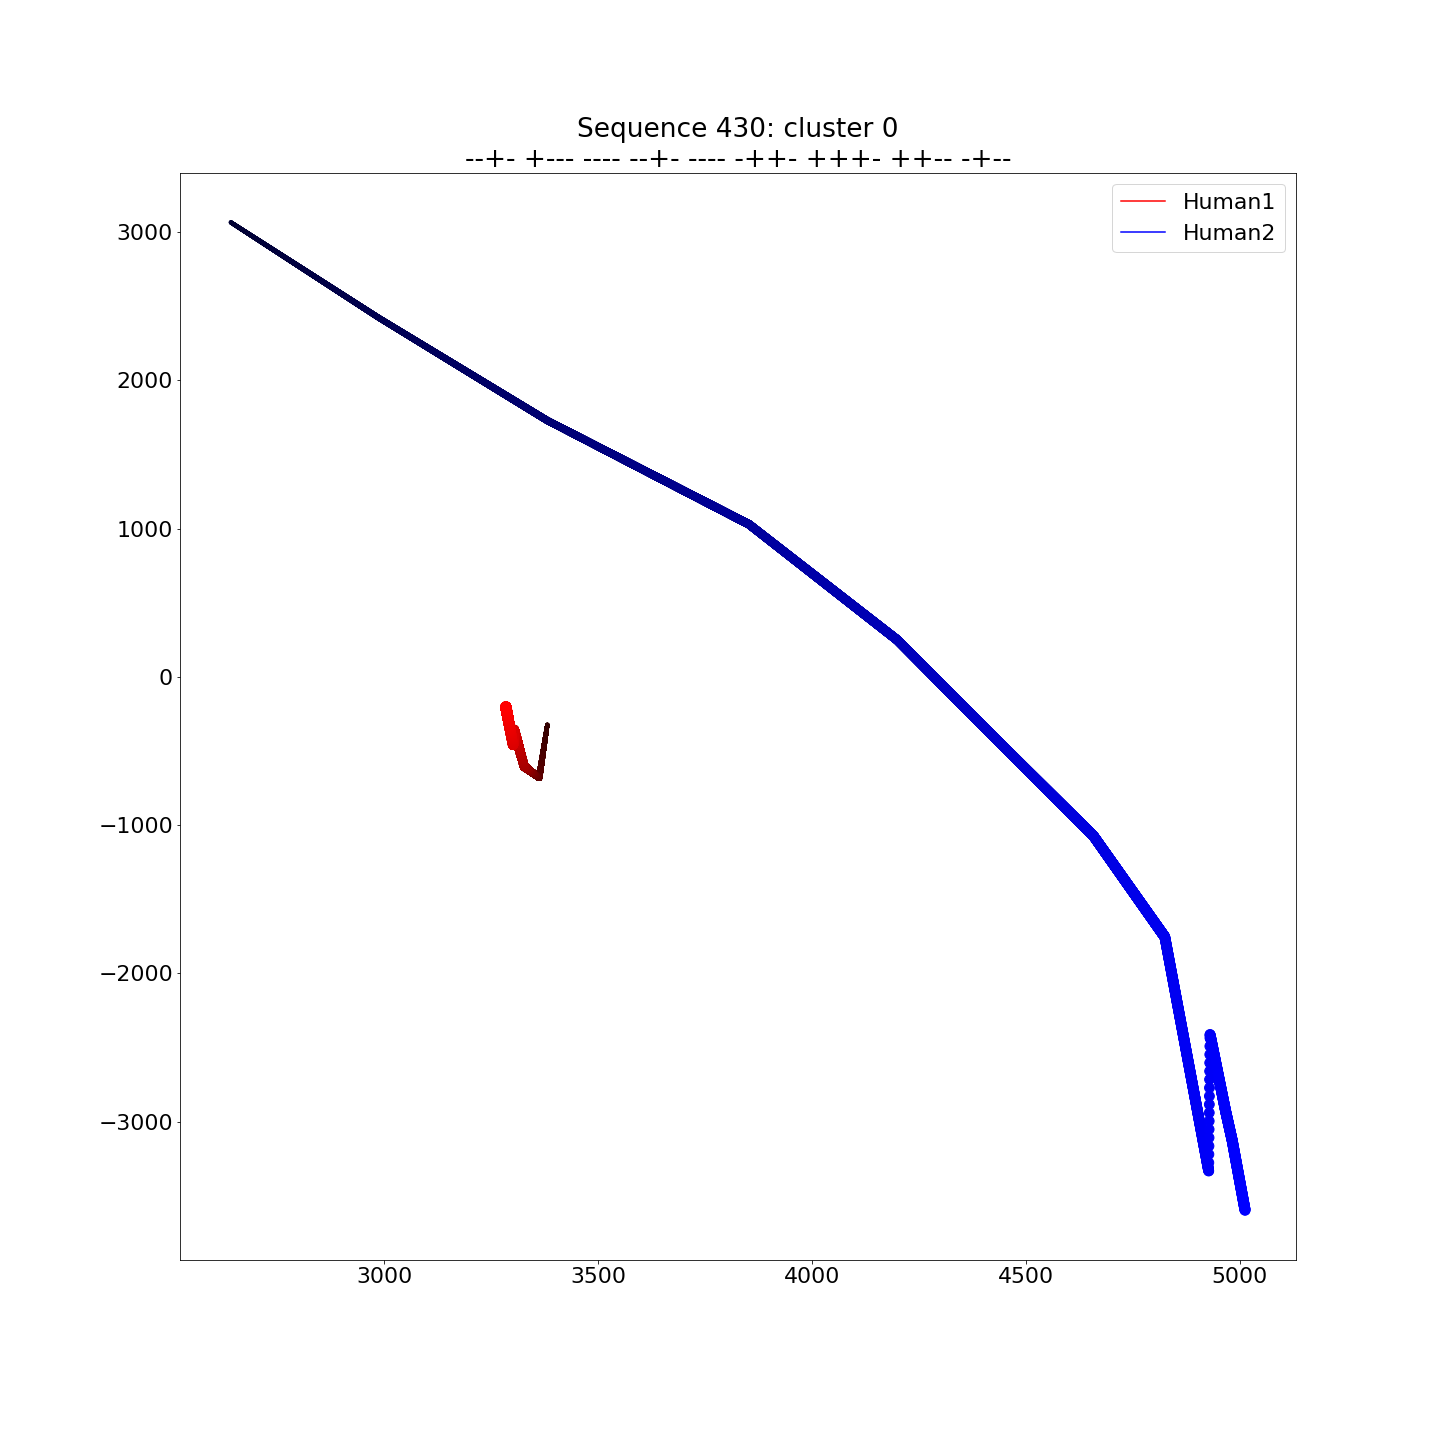 Sequence 430: cluster 0
--+- +--- ---- --+- ---- -++- +++- ++-- -+--
Human1
Human2
3000
2000
1000
0
−1000
−2000
−3000
3000 3500 4000 4500 5000